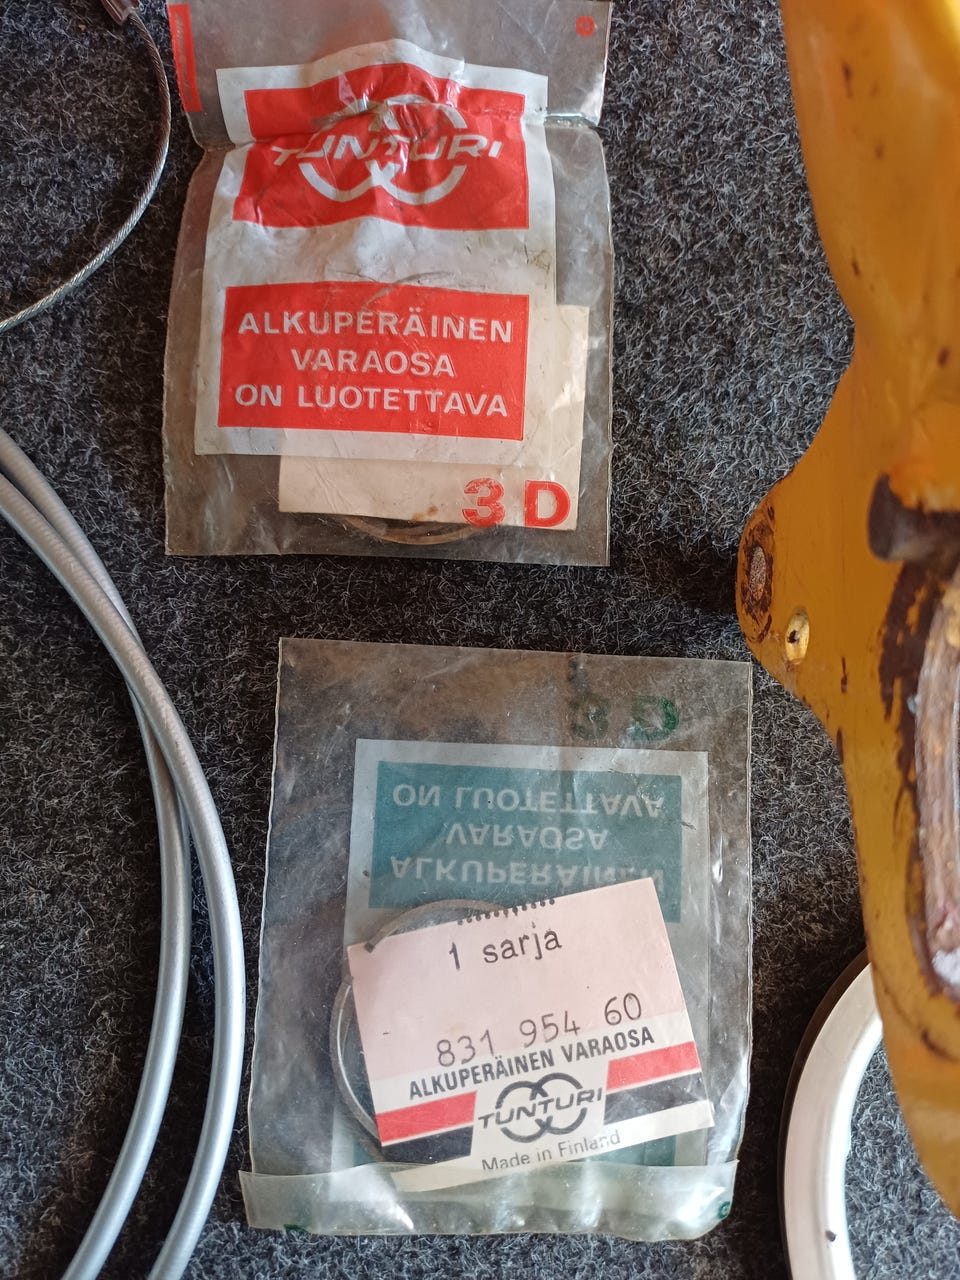 TUNTURI
ALKUPERÄINEN
VARAOSA
ON LUOTETTAVA
3 D
3 D
ON LUOTETTAVA
VARAOSA
ALKUPERÄINEN
1 sarja
831 954 60
ALKUPERÄINEN VARAOSA
TUNTURI
Made in Finland